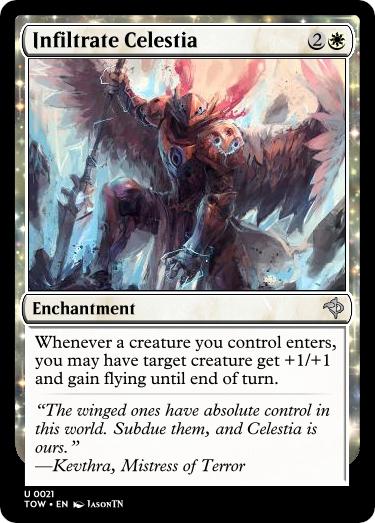 Infiltrate Celestia 2
Enchantment
Whenever a creature you control enters,
you may have target creature get +1/+1
and gain flying until end of turn.
“The winged ones have absolute control in
this world. Subdue them, and Celestia is
ours.”
—Kevthra, Mistress of Terror
U 0021
TOW • EN JASONTN